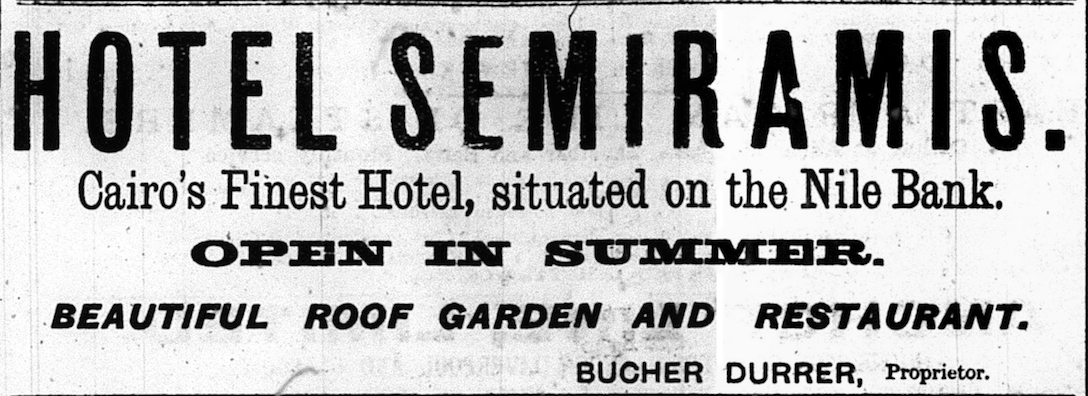 HOTEL SEMIRAMIS.
Cairo's Finest Hotel, situated on the Nile Bank.
OPEN IN SUMMER.
BEAUTIFUL ROOF GARDEN AND RESTAURANT.
BUCHER DURRER, Proprietor.